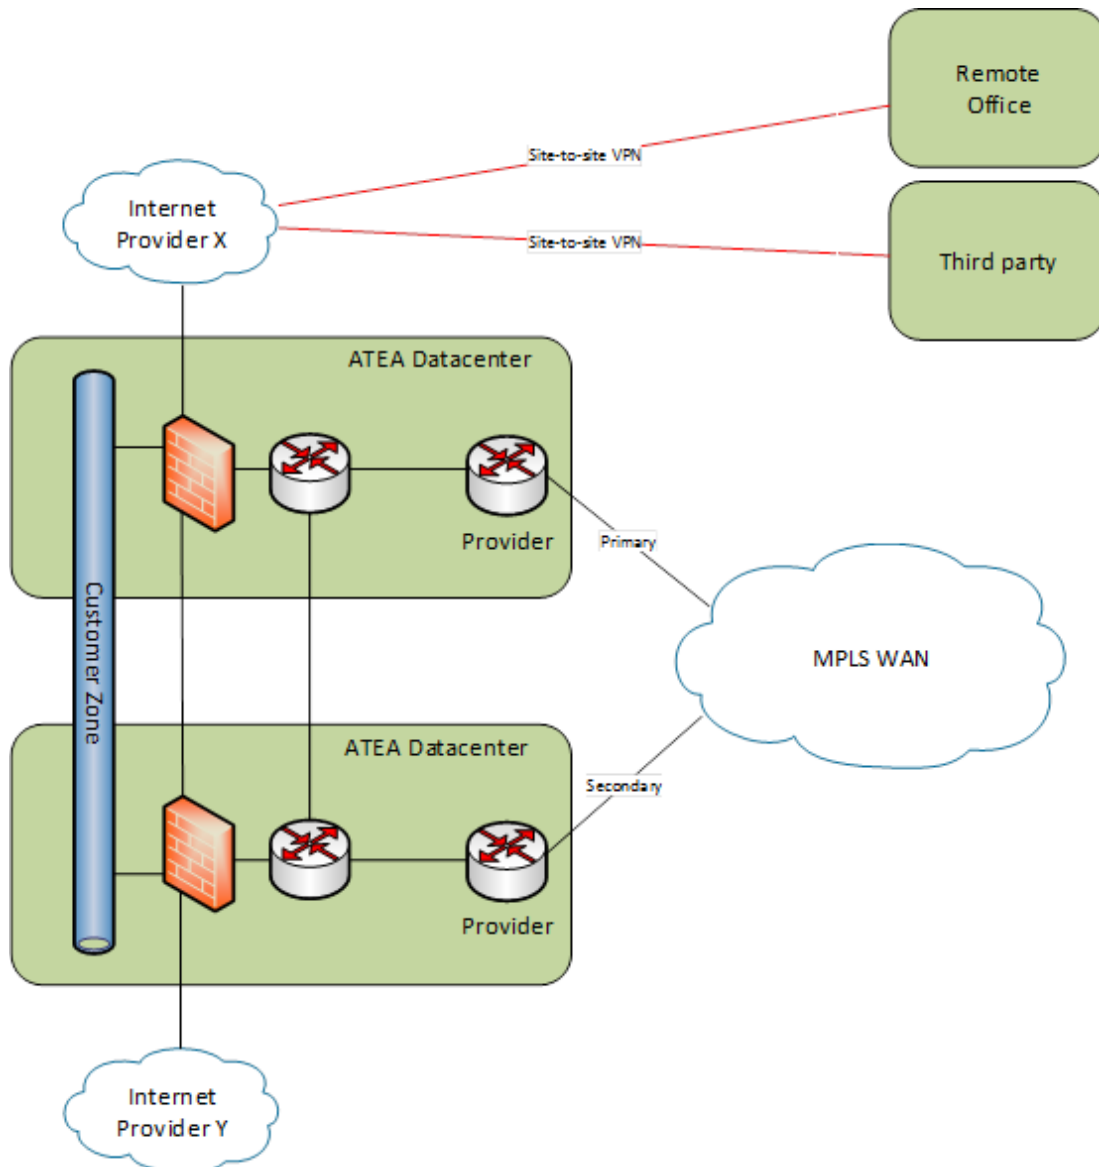 Remote
Office
Site-to-site VPN
Internet
Provider X
Site-to-site VPN
Third party
ATEA Datacenter
Provider
Primary
Customer Zone
MPLS WAN
ATEA Datacenter
Secondary
Provider
Internet
Provider Y